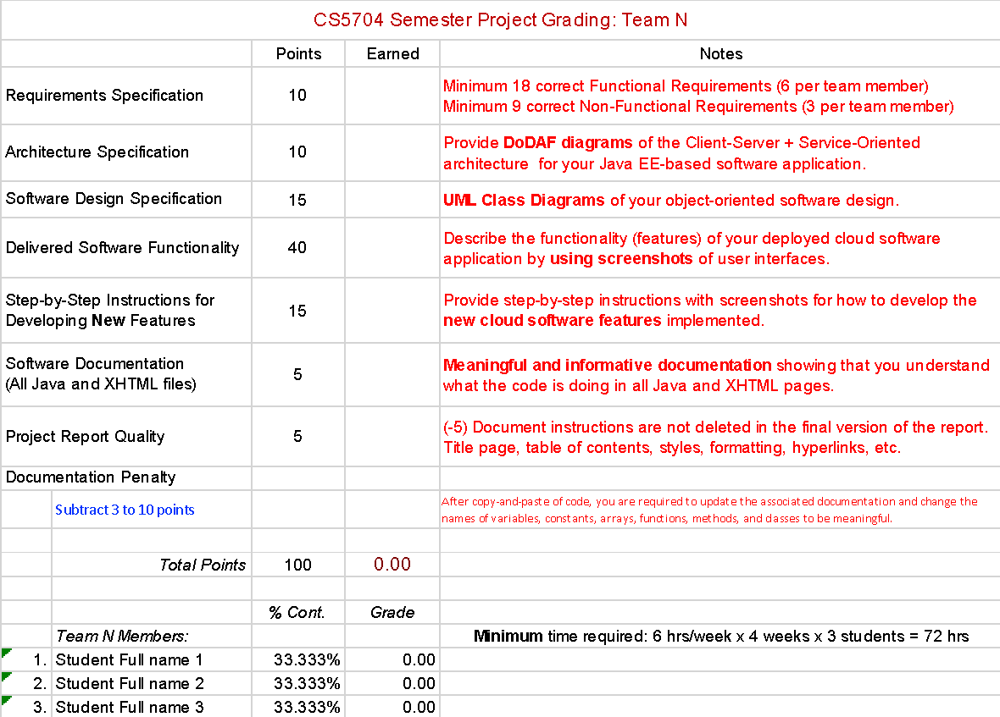 CS5704 Semester Project Grading: Team N
Points Earned Notes
Requirements Specification 10 Minimum 18 correct Functional Requirements (6 per team member)
Minimum 9 correct Non-Functional Requirements (3 per team member)
Architecture Specification 10 Provide DoDAF diagrams of the Client-Server + Service-Oriented
architecture for your Java EE-based software application.
Software Design Specification 15 UML Class Diagrams of your object-oriented software design.
Delivered Software Functionality 40 Describe the functionality (features) of your deployed cloud software
application by using screenshots of user interfaces.
Step-by-Step Instructions for
Developing New Features 15 Provide step-by-step instructions with screenshots for how to develop the
new cloud software features implemented.
Software Documentation
(All Java and XHTML files) 5 Meaningful and informative documentation showing that you understand
what the code is doing in all Java and XHTML pages.
Project Report Quality 5 (-5) Document instructions are not deleted in the final version of the report.
Title page, table of contents, styles, formatting, hyperlinks, etc.
Documentation Penalty
Subtract 3 to 10 points After copy-and-paste of code, you are required to update the associated documentation and change the
names of variables, constants, arrays, functions, methods, and classes to be meaningful.
Total Points 100 0.00
% Cont. Grade
Team N Members: Minimum time required: 6 hrs/week x 4 weeks x 3 students = 72 hrs
1. Student Full name 1 33.333% 0.00
2. Student Full name 2 33.333% 0.00
3. Student Full name 3 33.333% 0.00